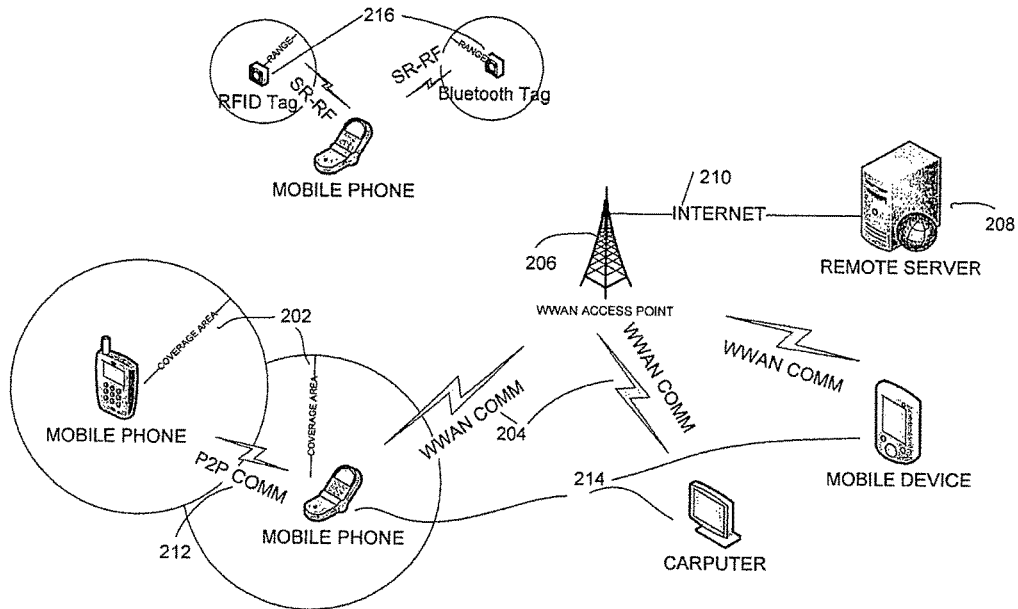 216
RANGE
RANGE
SR-RF
SR-RF
RFID Tag
Bluetooth Tag
MOBILE PHONE
210
INTERNET
208
206
REMOTE SERVER
WWAN ACCESS POINT
202
COVERAGE AREA
COVERAGE AREA
WWAN COMM
WWAN COMM
WWAN COMM
204
MOBILE PHONE
P2P COMM
214
MOBILE DEVICE
212
MOBILE PHONE
CARPUTER